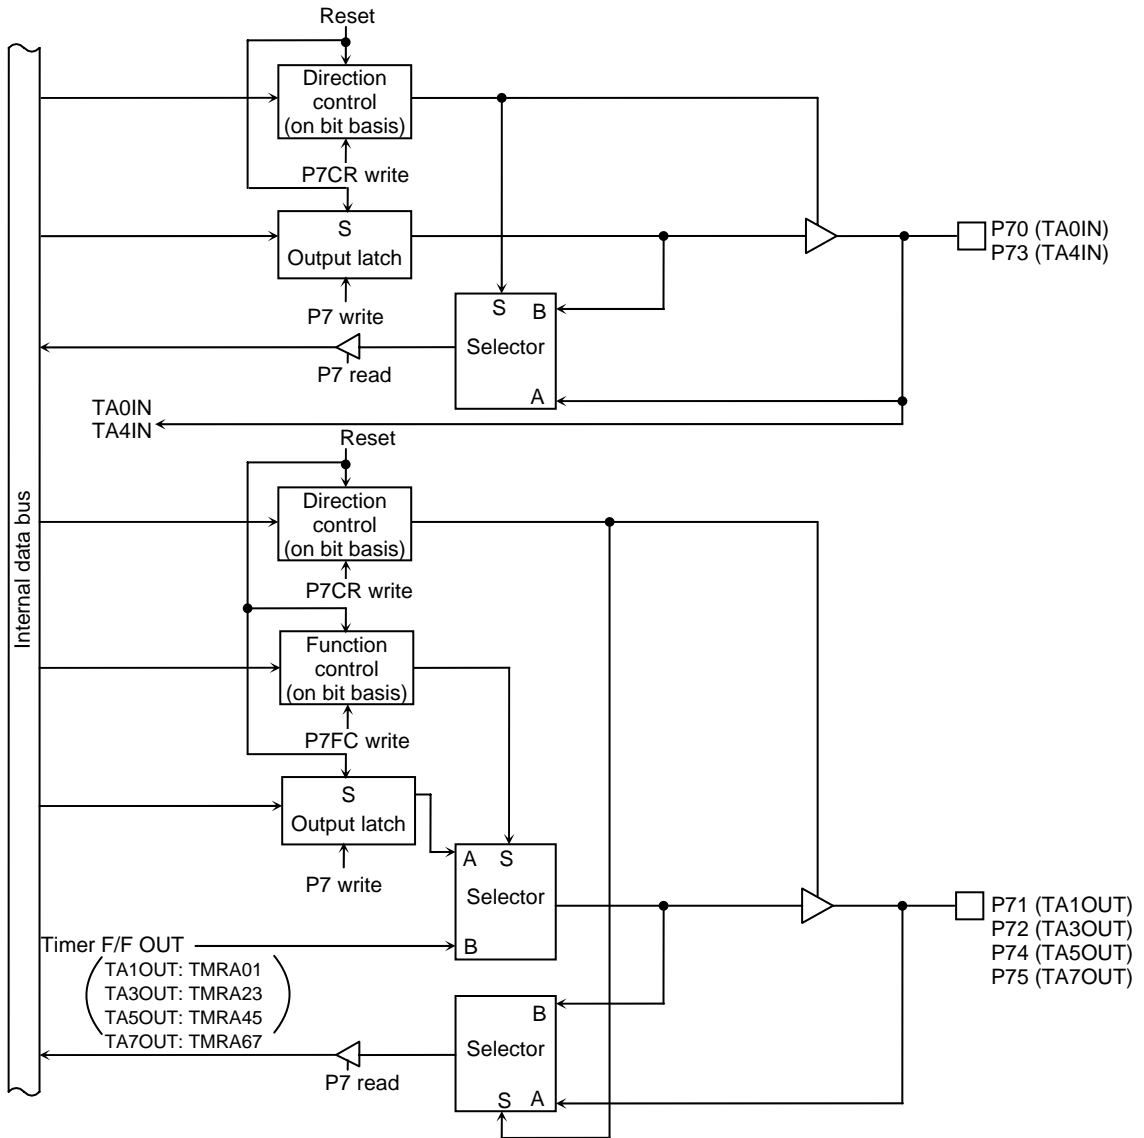 Reset
Direction
control
(on bit basis)
P7CR write
S
Output latch
P7 write
P70 (TA0IN)
P73 (TA4IN)
S
B
Selector
A
P7 read
TA0IN
TA4IN
Internal data bus
Reset
Direction
control
(on bit basis)
P7CR write
Function
control
(on bit basis)
P7FC write
S
Output latch
P7 write
A S
Selector
B
P71 (TA1OUT)
P72 (TA3OUT)
P74 (TA5OUT)
P75 (TA7OUT)
Timer F/F OUT
TA1OUT: TMRA01
TA3OUT: TMRA23
TA5OUT: TMRA45
TA7OUT: TMRA67
B
Selector
S A
P7 read